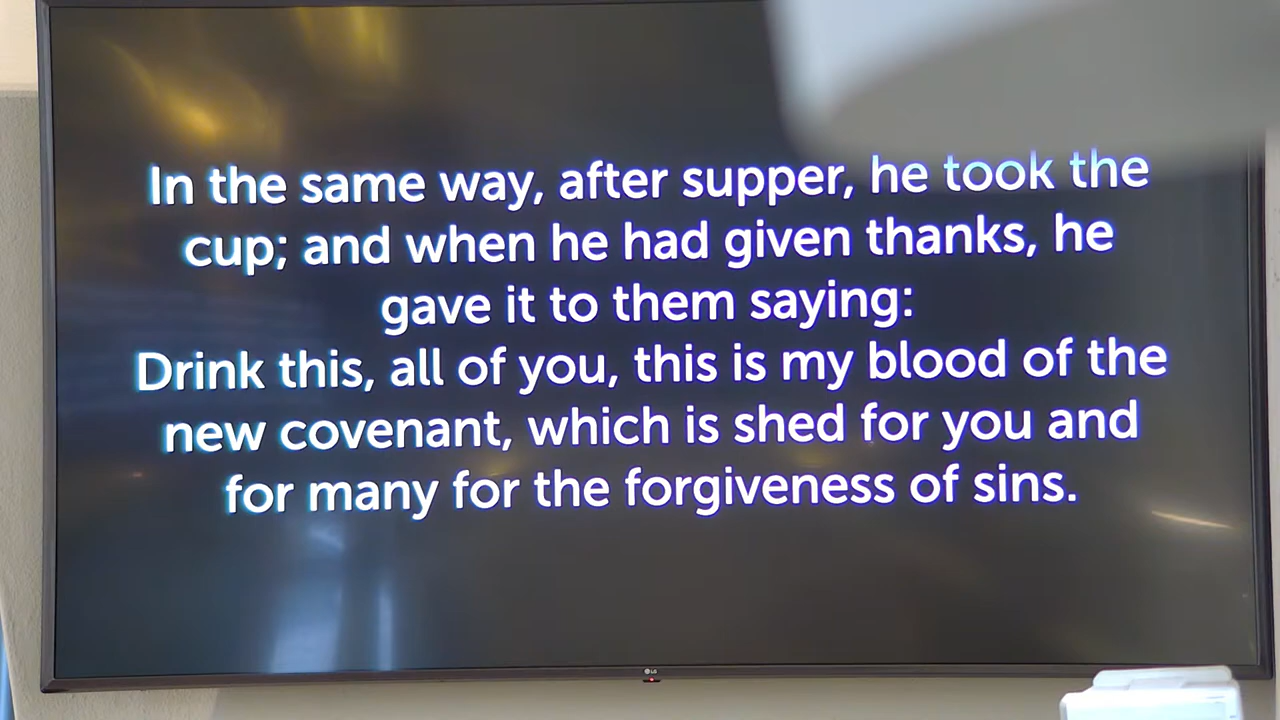 In the same way, after supper, he took the
cup; and when he had given thanks, he
gave it to them saying:
Drink this, all of you, this is my blood of the
new covenant, which is shed for you and
for many for the forgiveness of sins.
LG